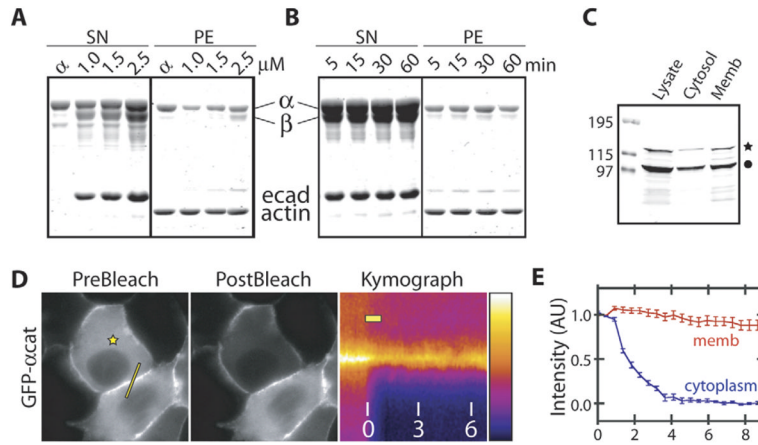 A
SN PE
α 1.0 1.5 2.5 α 1.0 1.5 2.5 μM
α
β
ecad
actin
B
SN PE
5 15 30 60 5 15 30 60 min
C
Lysate Cytosol Memb
195
115
97
D
PreBleach PostBleach Kymograph
GFP-αcat
0 3 6
E
Intensity (AU)
1.0
0.5
0.0
memb
cytoplasm
0 2 4 6 8